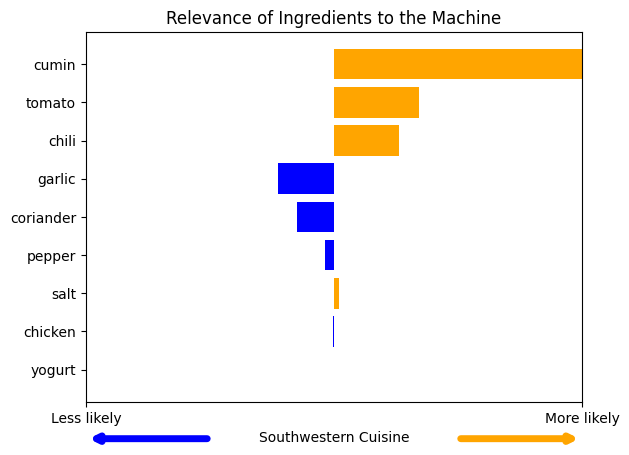 Relevance of Ingredients to the Machine
cumin
tomato
chili
garlic
coriander
pepper
salt
chicken
yogurt
Less likely
More likely
Southwestern Cuisine